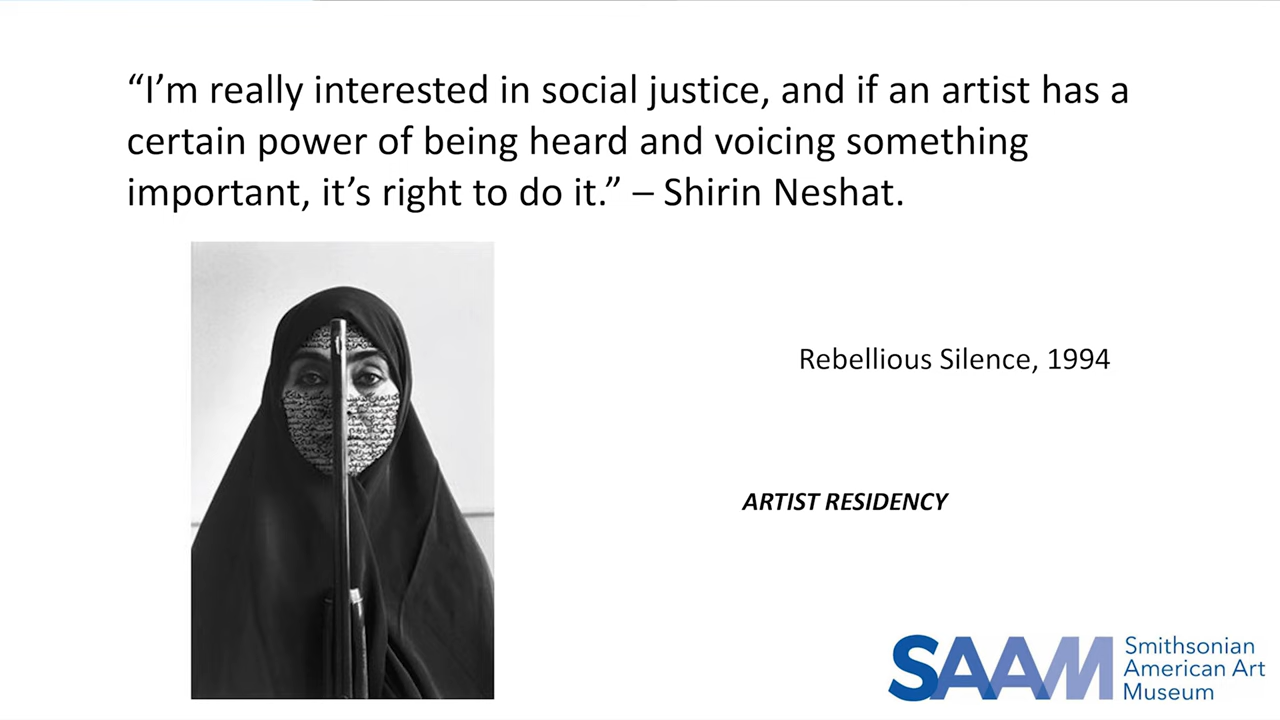 “I’m really interested in social justice, and if an artist has a
certain power of being heard and voicing something
important, it’s right to do it.” – Shirin Neshat.
Rebellious Silence, 1994
ARTIST RESIDENCY
SAAM
Smithsonian
American Art
Museum